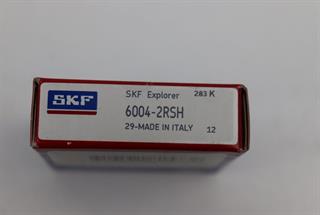 SKF
SKF Explorer 283 K
6004-2RSH
29-MADE IN ITALY 12